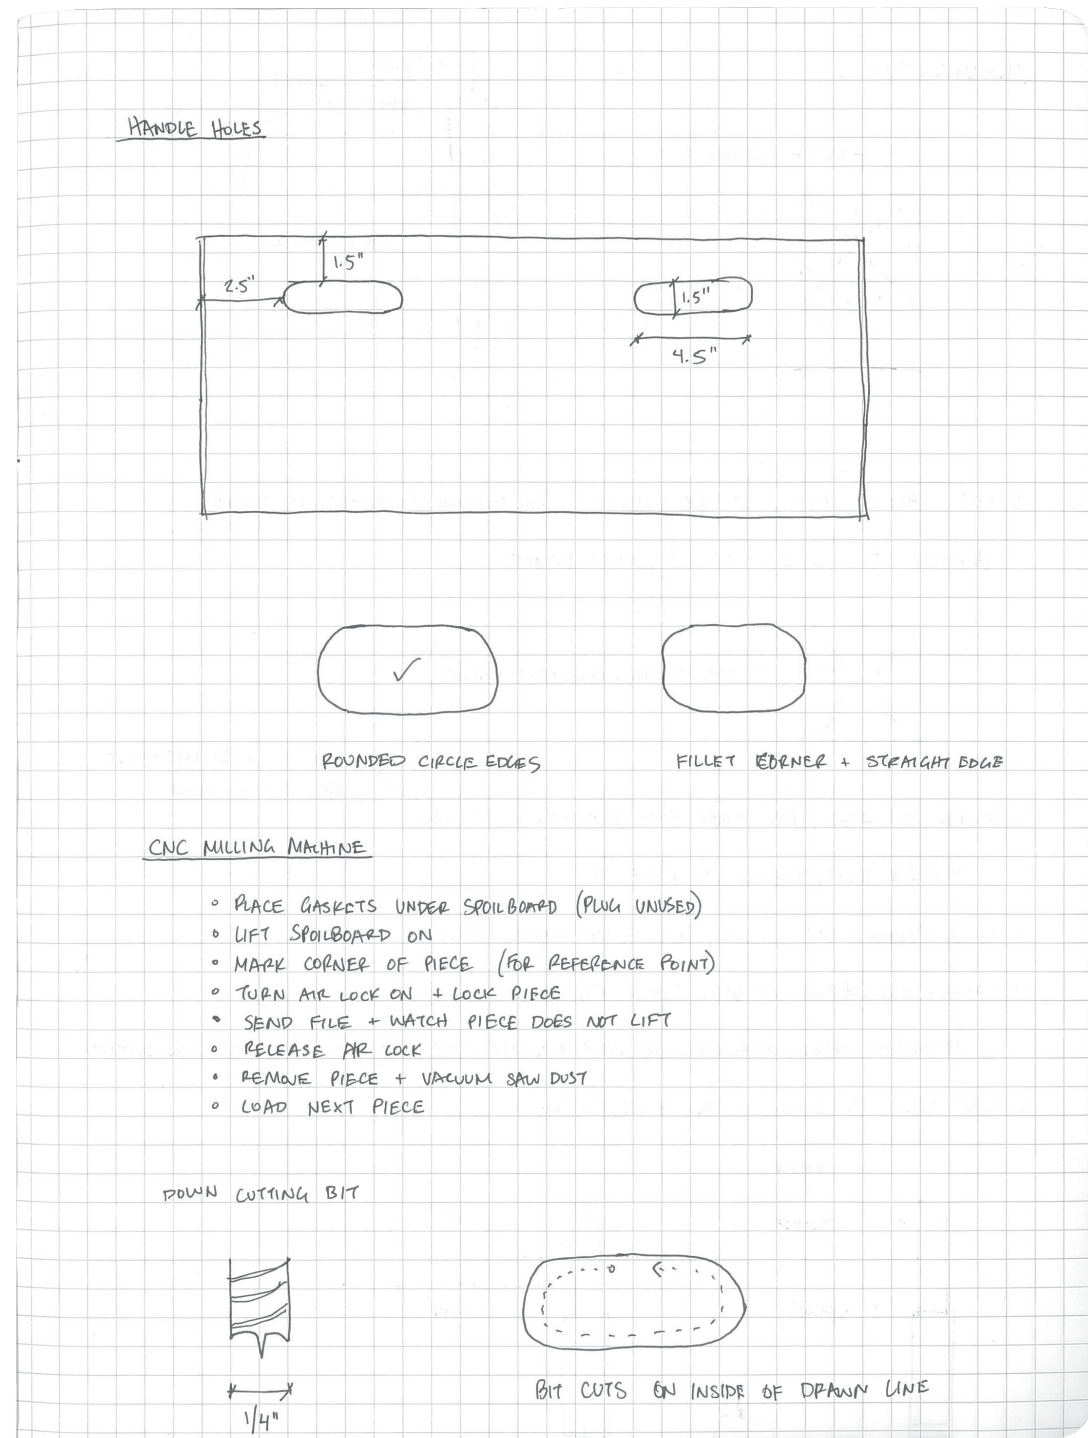 HANDLE HOLES
1.5"
2.5"
1.5"
4.5"
✓
ROUNDED CIRCLE EDGES
FILLET CORNER + STRAIGHT EDGE
CNC MILLING MACHINE
• PLACE GASKETS UNDER SPOILBOARD (PLUG UNUSED)
• LIFT SPOILBOARD ON
• MARK CORNER OF PIECE (FOR REFERENCE POINT)
• TURN AIR LOCK ON + LOCK PIECE
• SEND FILE + WATCH PIECE DOES NOT LIFT
• RELEASE AIR LOCK
• REMOVE PIECE + VACUUM SAW DUST
• LOAD NEXT PIECE
DOWN CUTTING BIT
1/4"
BIT CUTS ON INSIDE OF DRAWN LINE